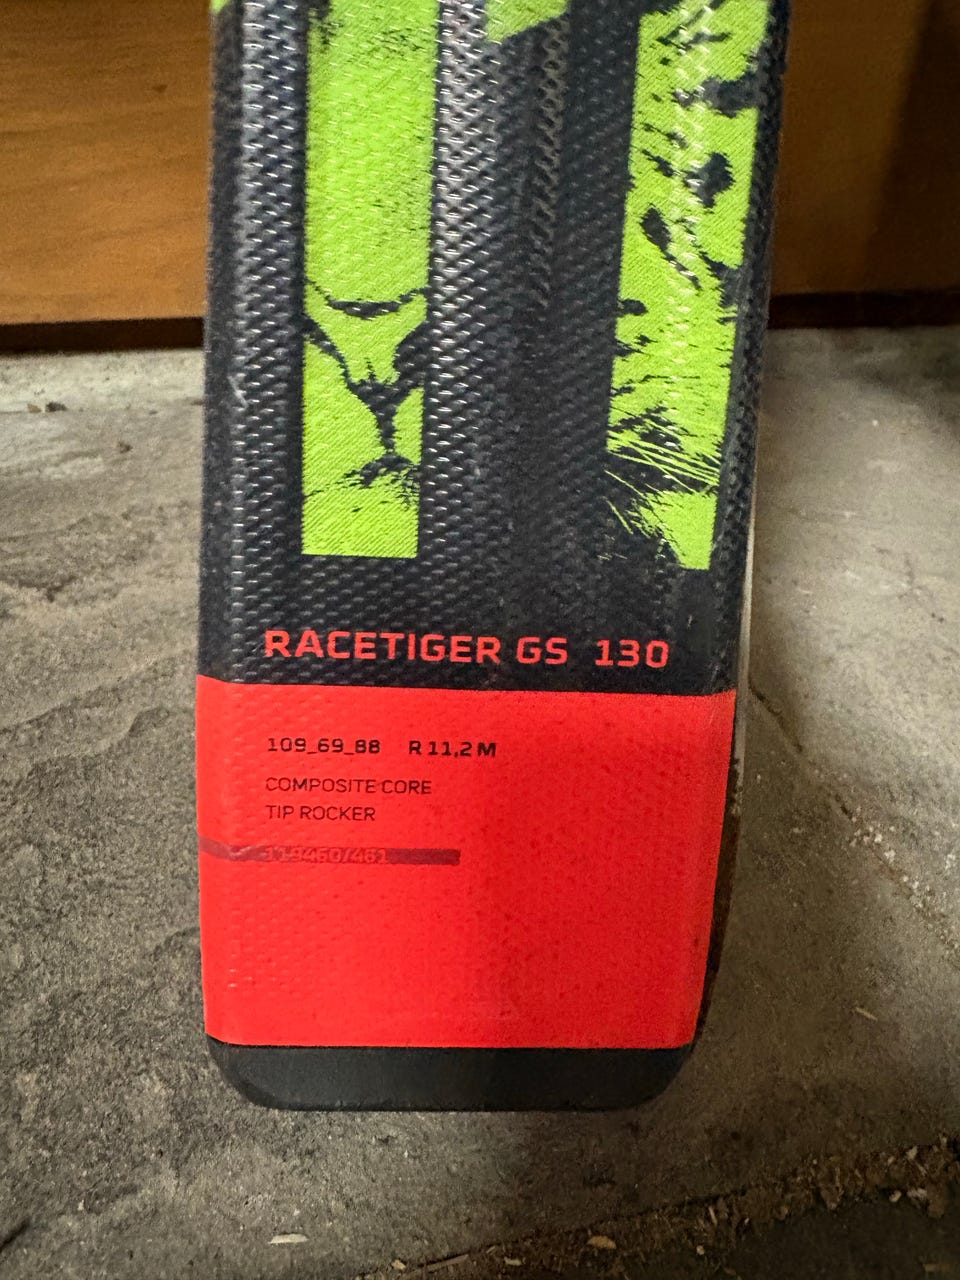 RACETIGER GS 130
109_69_88 R 11,2 M
COMPOSITE CORE
TIP ROCKER